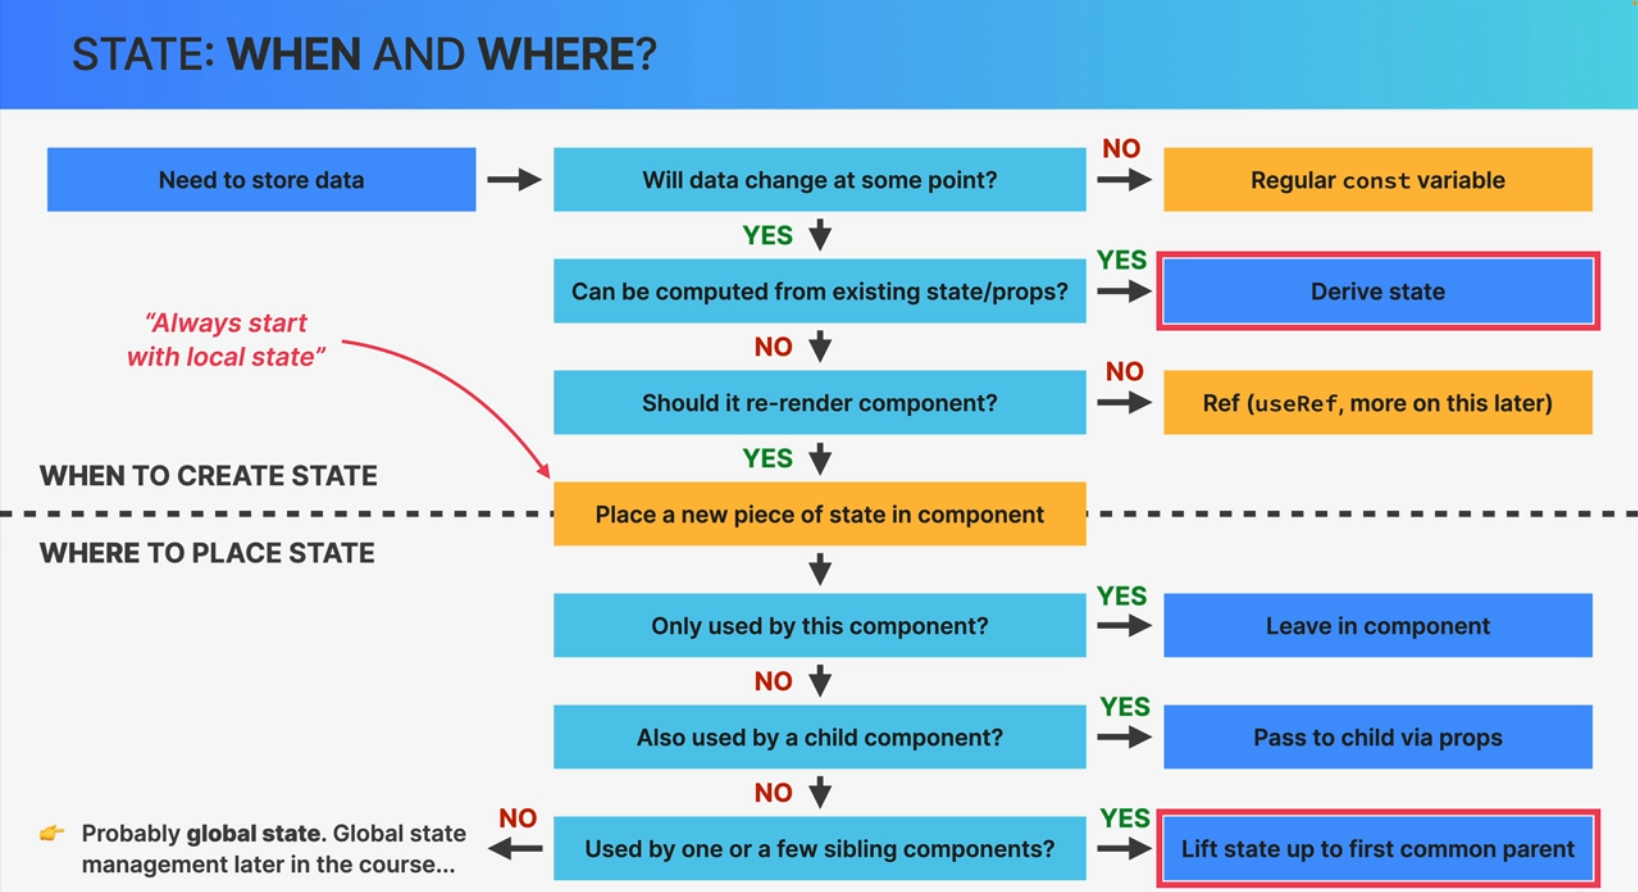 STATE: WHEN AND WHERE?
Need to store data
Will data change at some point?
NO
Regular const variable
YES
Can be computed from existing state/props?
YES
Derive state
“Always start
with local state”
NO
Should it re-render component?
NO
Ref (useRef, more on this later)
YES
WHEN TO CREATE STATE
Place a new piece of state in component
WHERE TO PLACE STATE
Only used by this component?
YES
Leave in component
NO
Also used by a child component?
YES
Pass to child via props
NO
Used by one or a few sibling components?
YES
Lift state up to first common parent
NO
👉 Probably global state. Global state
management later in the course...